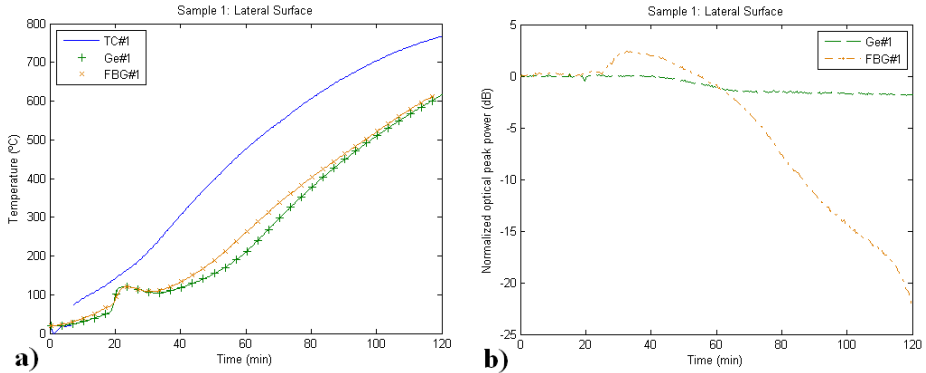 Sample 1: Lateral Surface
800
700
600
500
400
300
200
100
0
Temperature (ºC)
TC#1
Ge#1
FBG#1
0 20 40 60 80 100 120
Time (min)
a)
Sample 1: Lateral Surface
5
0
-5
-10
-15
-20
-25
Normalized optical peak power (dB)
Ge#1
FBG#1
0 20 40 60 80 100 120
Time (min)
b)